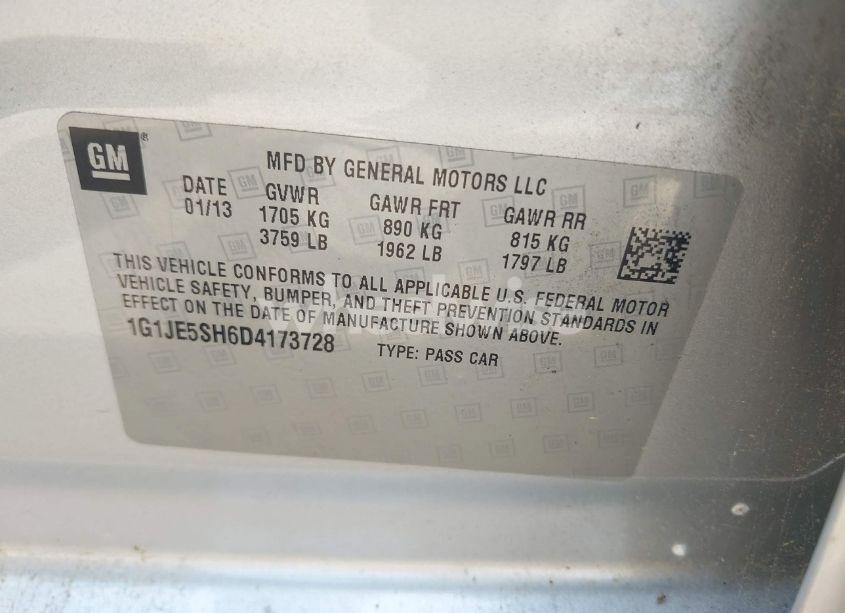 GM
MFD BY GENERAL MOTORS LLC
DATE GVWR GAWR FRT GAWR RR
01/13 1705 KG 890 KG 815 KG
3759 LB 1962 LB 1797 LB
THIS VEHICLE CONFORMS TO ALL APPLICABLE U.S. FEDERAL MOTOR
VEHICLE SAFETY, BUMPER, AND THEFT PREVENTION STANDARDS IN
EFFECT ON THE DATE OF MANUFACTURE SHOWN ABOVE.
1G1JE5SH6D4173728 TYPE: PASS CAR